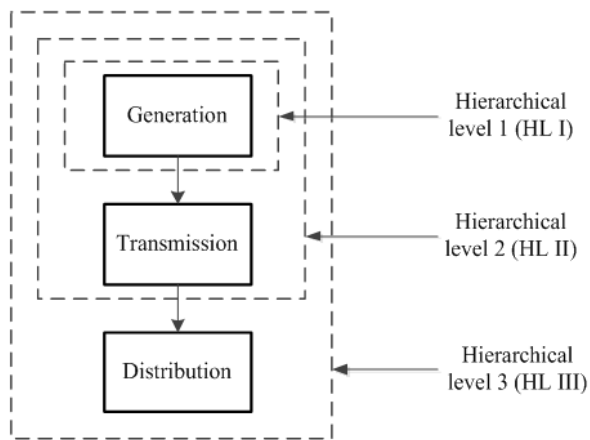 Generation
Hierarchical
level 1 (HL I)
Transmission
Hierarchical
level 2 (HL II)
Distribution
Hierarchical
level 3 (HL III)